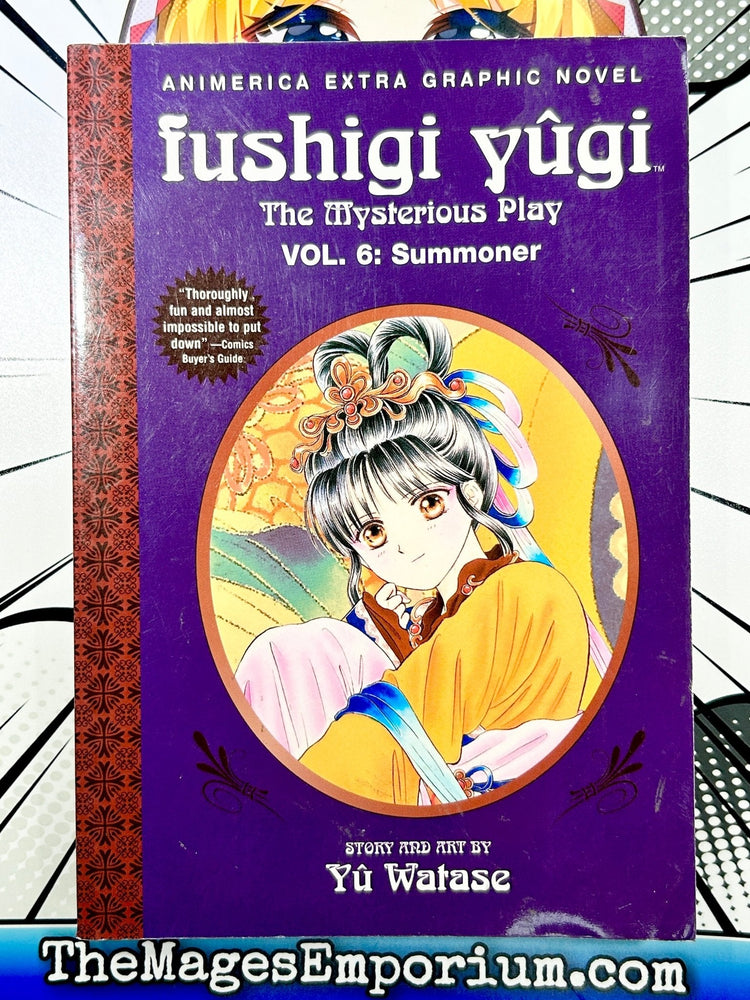 ANIMERICA EXTRA GRAPHIC NOVEL
fushigi yûgi™
The Mysterious Play
VOL. 6: Summoner
"Thoroughly
fun and almost
impossible to put
down" —Comics
Buyer's Guide
STORY AND ART BY
Yû Watase
TheMagesEmporium.com